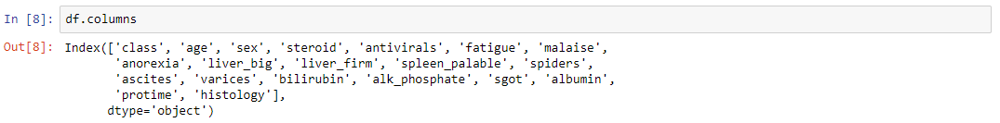 In [8]: df.columns
Out[8]: Index(['class', 'age', 'sex', 'steroid', 'antivirals', 'fatigue', 'malaise',
'anorexia', 'liver_big', 'liver_firm', 'spleen_palable', 'spiders',
'ascites', 'varices', 'bilirubin', 'alk_phosphate', 'sgot', 'albumin',
'protime', 'histology'],
dtype='object')